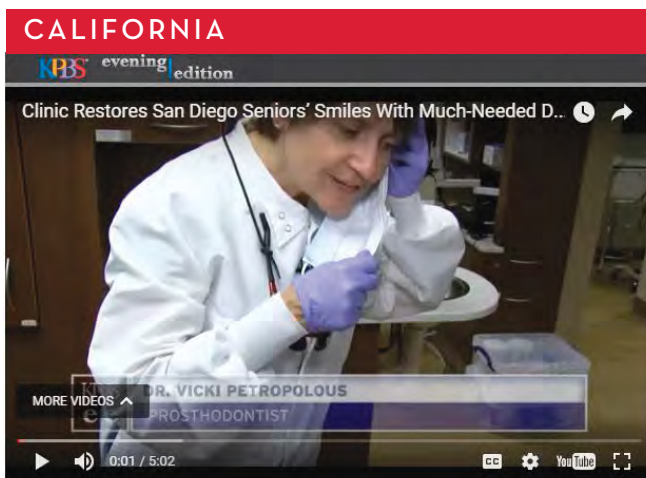 CALIFORNIA
KPBS evening edition
Clinic Restores San Diego Seniors' Smiles With Much-Needed D...
DR. VICKI PETROPOLOUS
MORE VIDEOS
PROSTHODONTIST
0:01 / 5:02
CC
YouTube